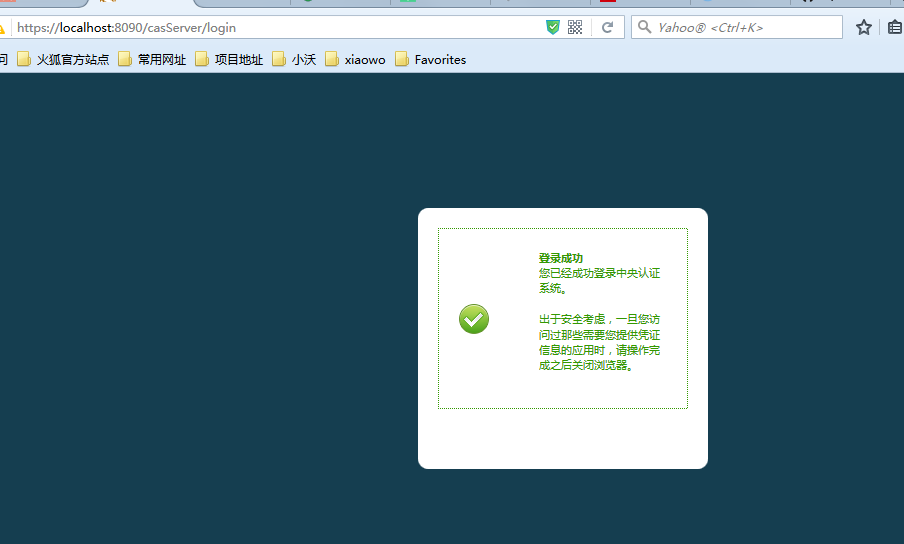 https://localhost:8090/casServer/login
Yahoo® <Ctrl+K>
问 火狐官方站点 常用网址 项目地址 小沃 xiaowo Favorites
登录成功
您已经成功登录中央认证
系统。
出于安全考虑，一旦您访
问过那些需要您提供凭证
信息的应用时，请操作完
成之后关闭浏览器。